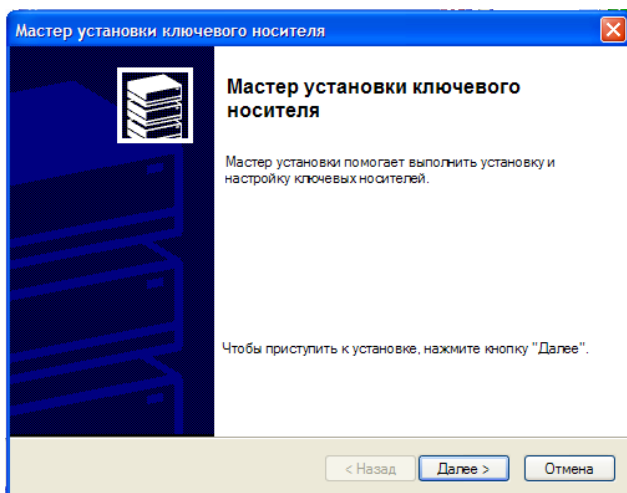 Мастер установки ключевого носителя
Мастер установки ключевого
носителя
Мастер установки помогает выполнить установку и
настройку ключевых носителей.
Чтобы приступить к установке, нажмите кнопку "Далее".
< Назад
Далее >
Отмена